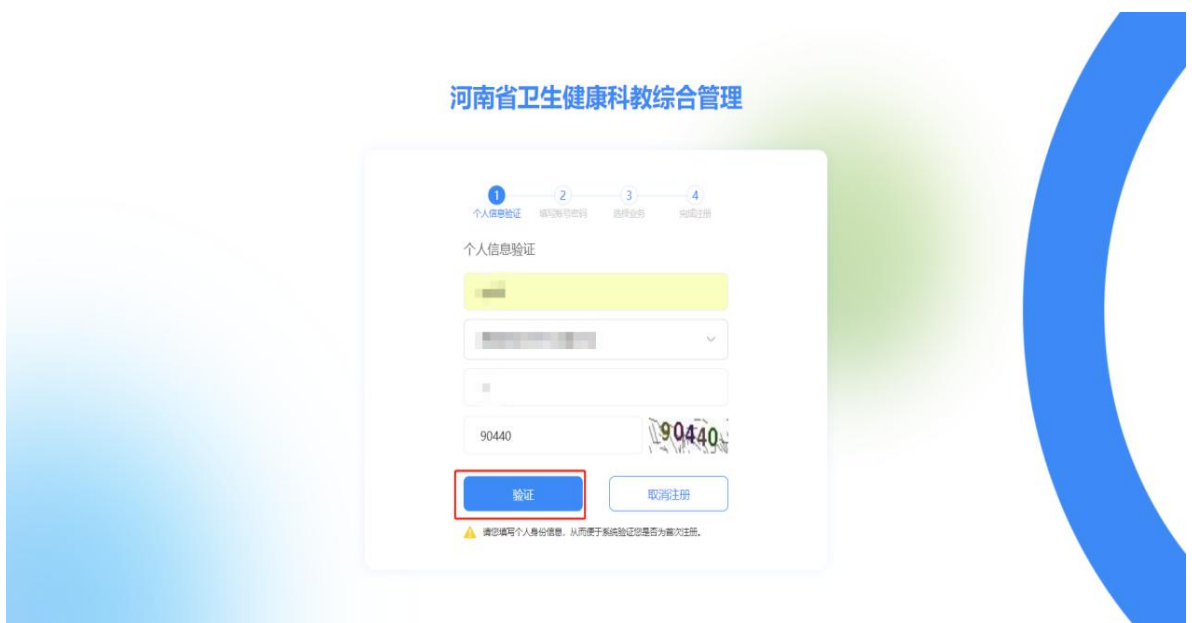 河南省卫生健康科教综合管理
1 2 3 4
个人信息验证 填写账号密码 选择业务 完成注册
个人信息验证
90440 90440
验证 取消注册
请您填写个人身份信息，从而便于系统验证您是否为首次注册。